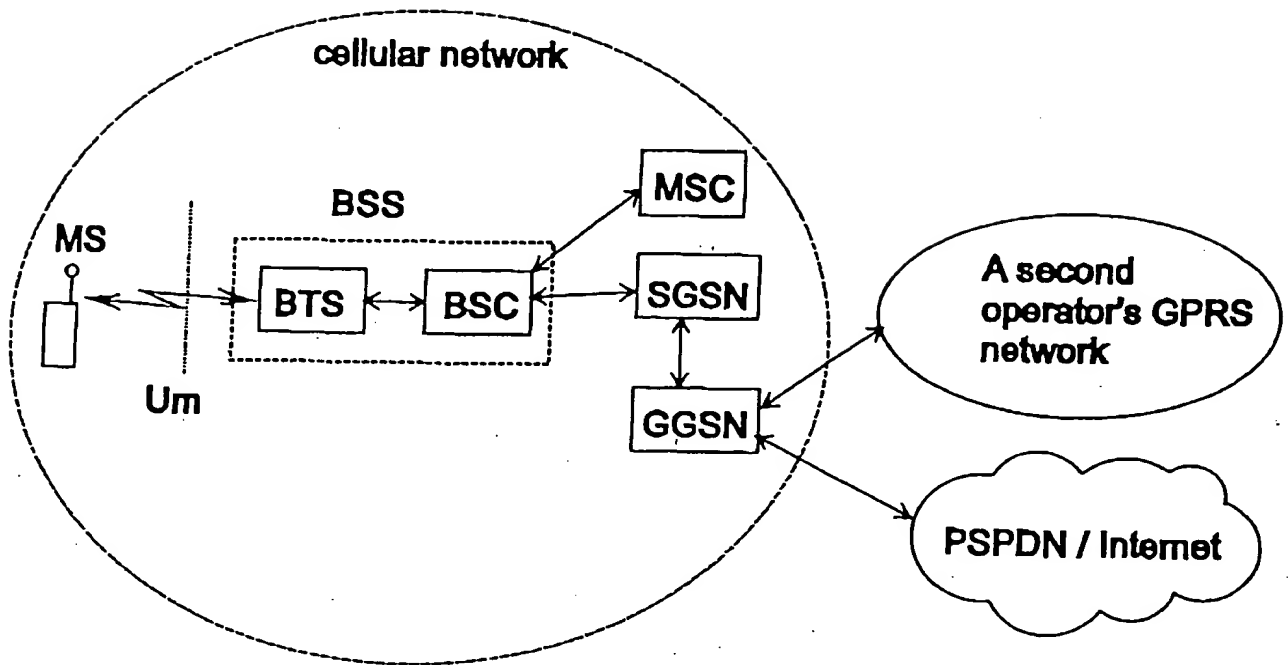 cellular network
MSC
BSS
MS
BTS
BSC
SGSN
A second
operator's GPRS
network
Um
GGSN
PSPDN / Internet